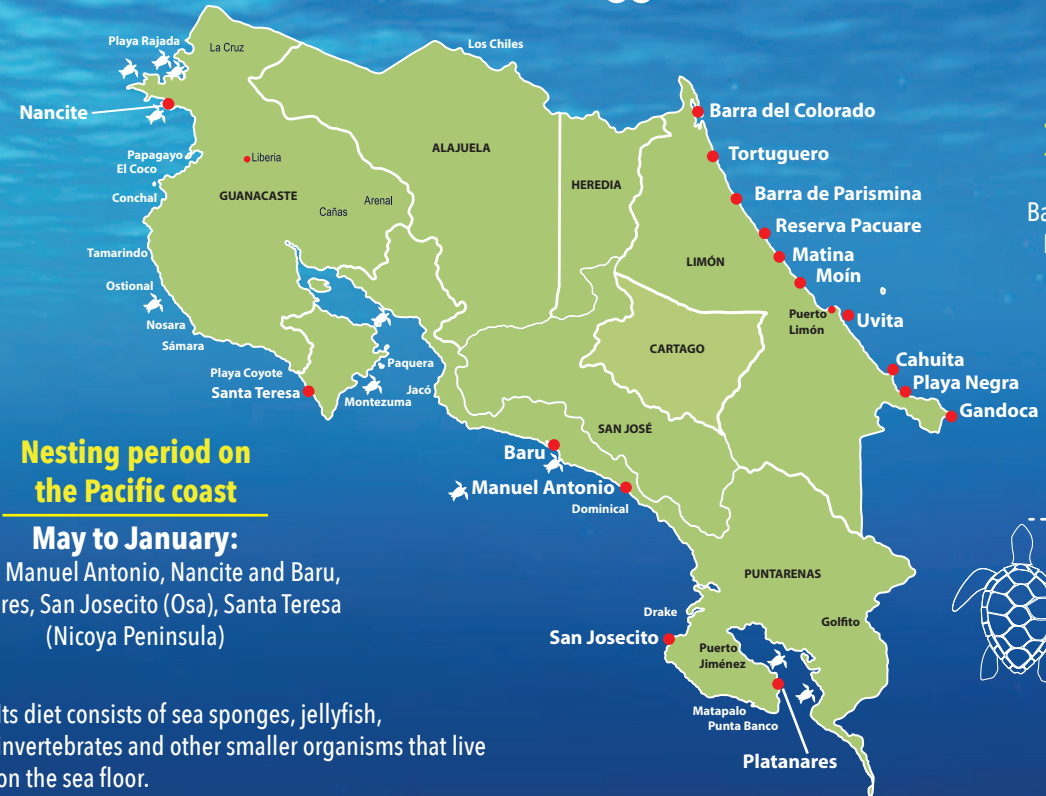 Playa Rajada
La Cruz
Los Chiles
Nancite
Barra del Colorado
ALAJUELA
Tortuguero
Papagayo
Liberia
El Coco
HEREDIA
GUANACASTE
Conchal
Cañas
Arenal
Barra de Parismina
Reserva Pacuare
Tamarindo
LIMÓN
Matina
Ostional
Moín
Nosara
Puerto
Limón
Uvita
Sámara
CARTAGO
Playa Coyote
Paquera
Cahuita
Santa Teresa
Montezuma
Jacó
Playa Negra
Gandoca
SAN JOSÉ
Baru
Manuel Antonio
Dominical
Nesting period on
the Pacific coast
May to January:
Manuel Antonio, Nancite and Baru,
res, San Josecito (Osa), Santa Teresa
(Nicoya Peninsula)
PUNTARENAS
Drake
Golfito
San Josecito
Puerto
Jiménez
Matapalo
Punta Banco
Platanares
Its diet consists of sea sponges, jellyfish,
invertebrates and other smaller organisms that live
on the sea floor.
Ba